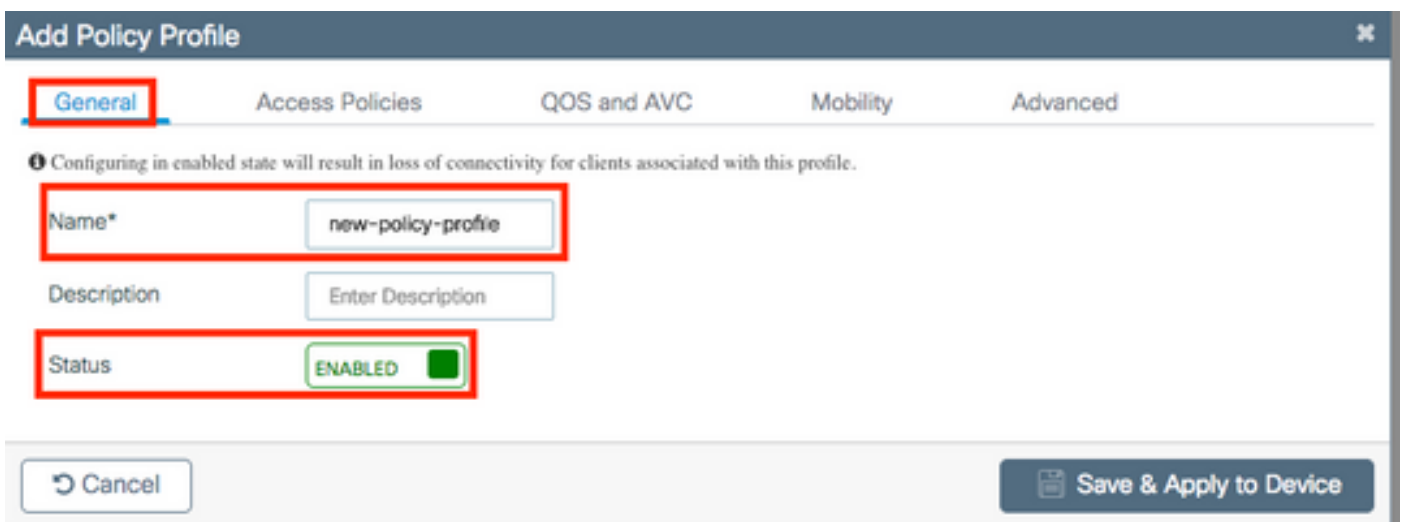 Add Policy Profile
General Access Policies QOS and AVC Mobility Advanced
Configuring in enabled state will result in loss of connectivity for clients associated with this profile.
Name* new-policy-profile
Description Enter Description
Status ENABLED
Cancel Save & Apply to Device